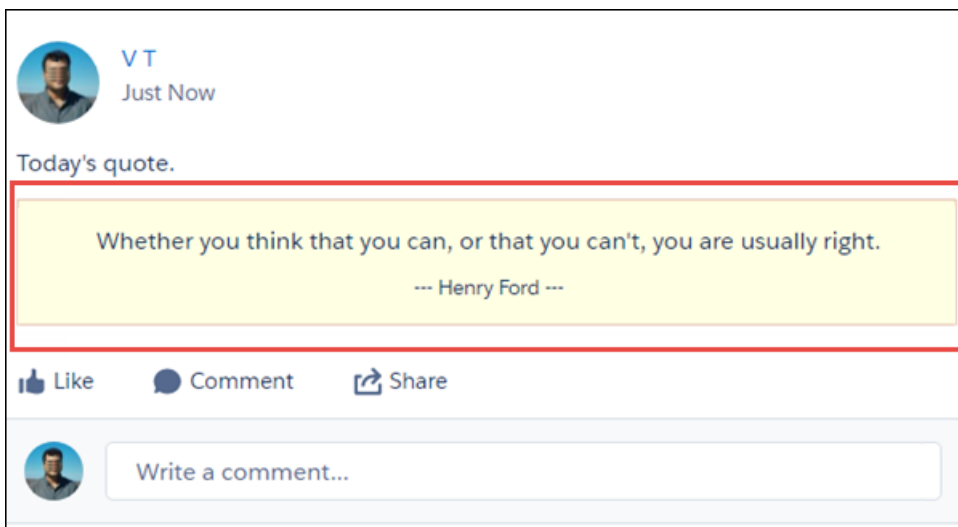 V T
Just Now
Today's quote.
Whether you think that you can, or that you can't, you are usually right.
--- Henry Ford ---
Like Comment Share
Write a comment...